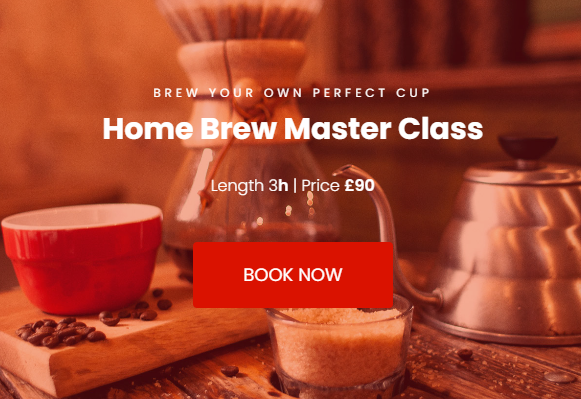 BREW YOUR OWN PERFECT CUP
Home Brew Master Class
Length 3h | Price £90
BOOK NOW